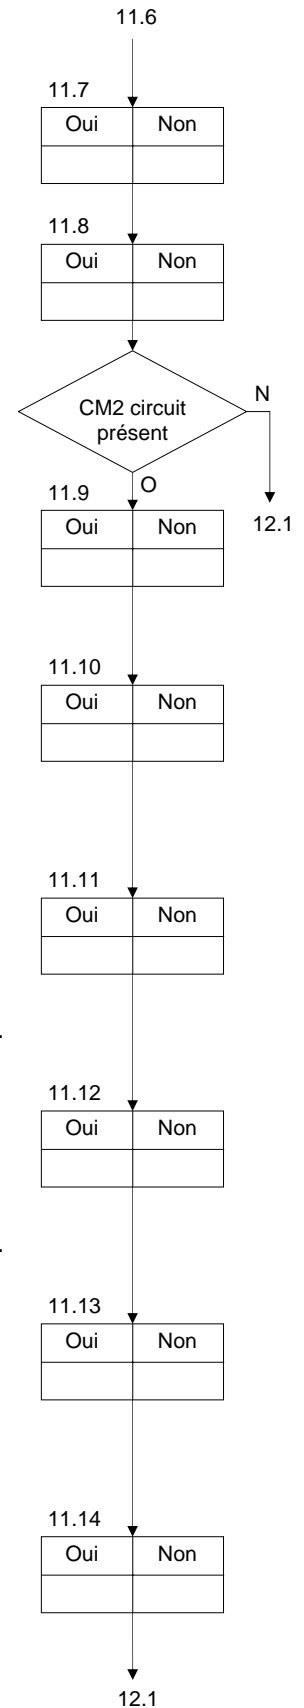 11.6
11.7
Oui Non
11.8
Oui Non
CM2 circuit
présent
N
O
12.1
11.9
Oui Non
11.10
Oui Non
11.11
Oui Non
11.12
Oui Non
11.13
Oui Non
11.14
Oui Non
12.1